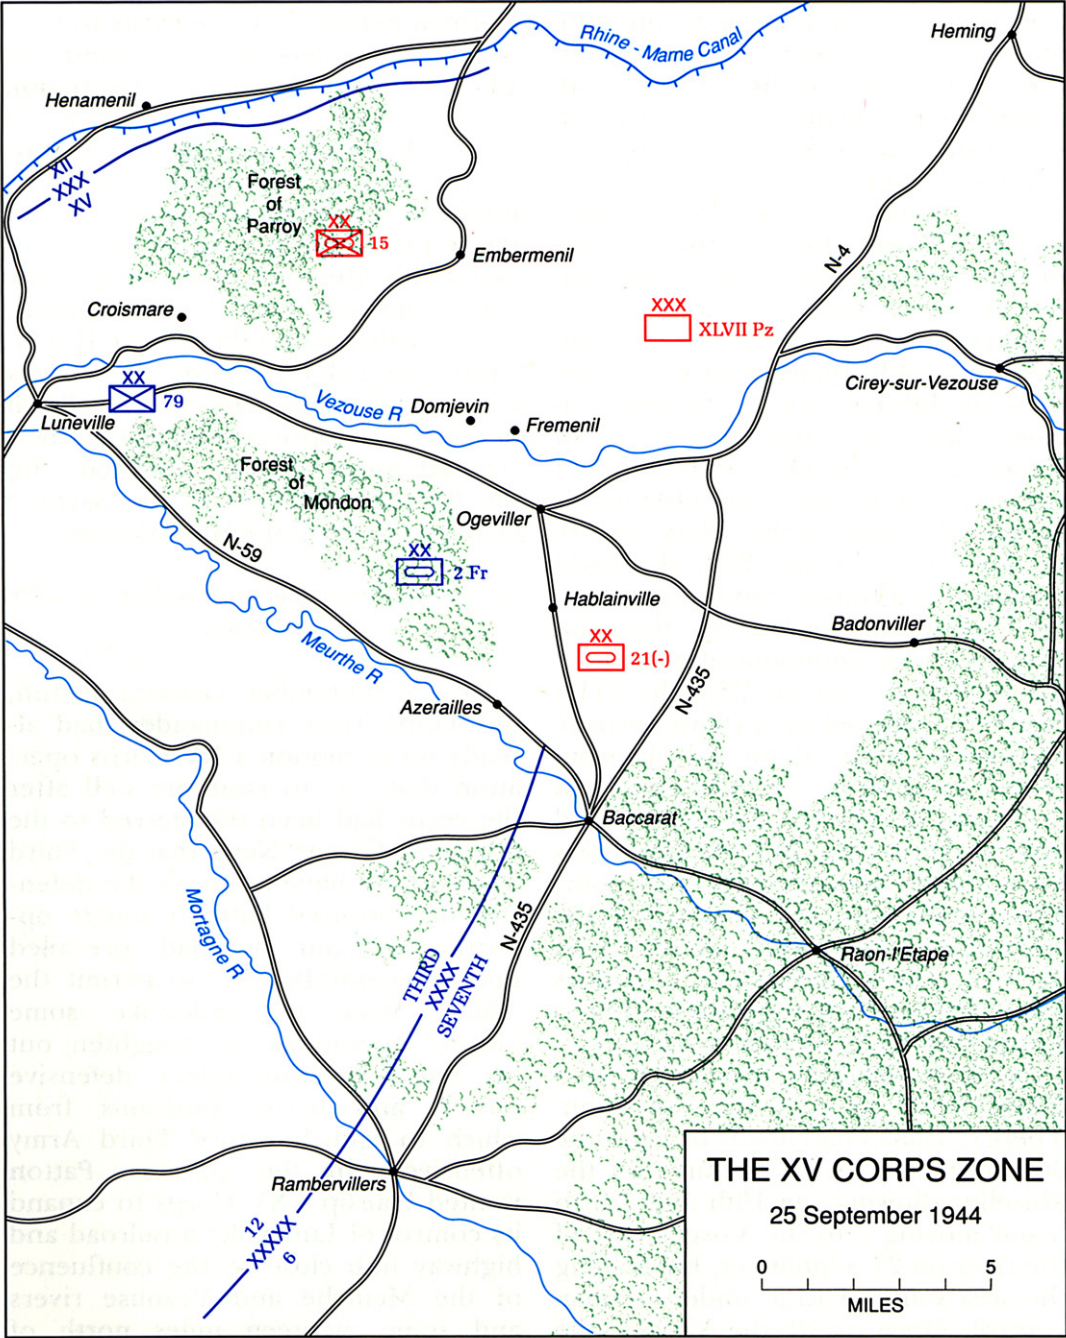 Rhine - Marne Canal
Heming
Henamenil
XII
XXX
XV
Forest
of
Parroy
XX
15
Embermenil
N-4
Croismare
XXX
XLVII Pz
Cirey-sur-Vezouse
XX
79
Luneville
Vezouse R
Domjevin
Fremenil
Forest
of
Mondon
Ogeviller
N-59
XX
2 Fr
Hablainville
Badonviller
XX
21(-)
Meurthe R
N-435
Azerailles
Baccarat
Mortagne R
N-435
THIRD
XXXX
SEVENTH
Raon-l'Etape
Rambervillers
12
XXXXX
6
THE XV CORPS ZONE
25 September 1944
0 5
MILES